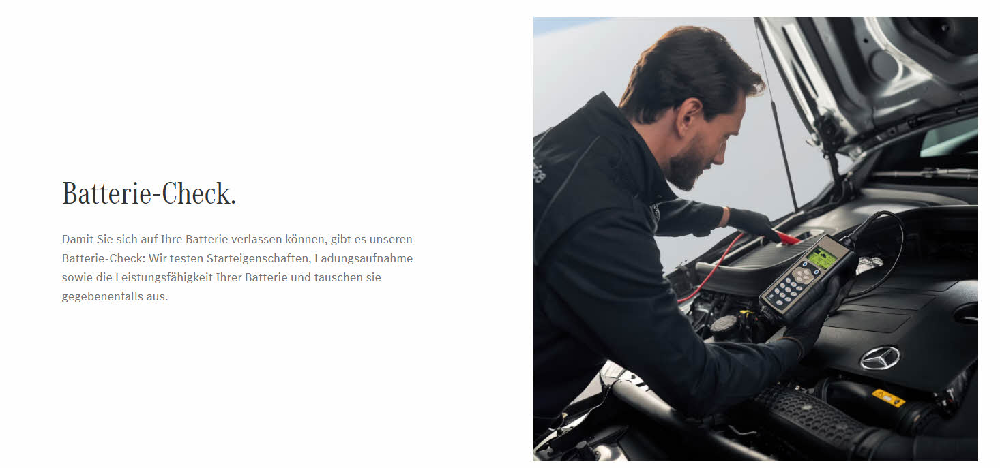 Batterie-Check.
Damit Sie sich auf Ihre Batterie verlassen können, gibt es unseren
Batterie-Check: Wir testen Starteigenschaften, Ladungsaufnahme
sowie die Leistungsfähigkeit Ihrer Batterie und tauschen sie
gegebenenfalls aus.